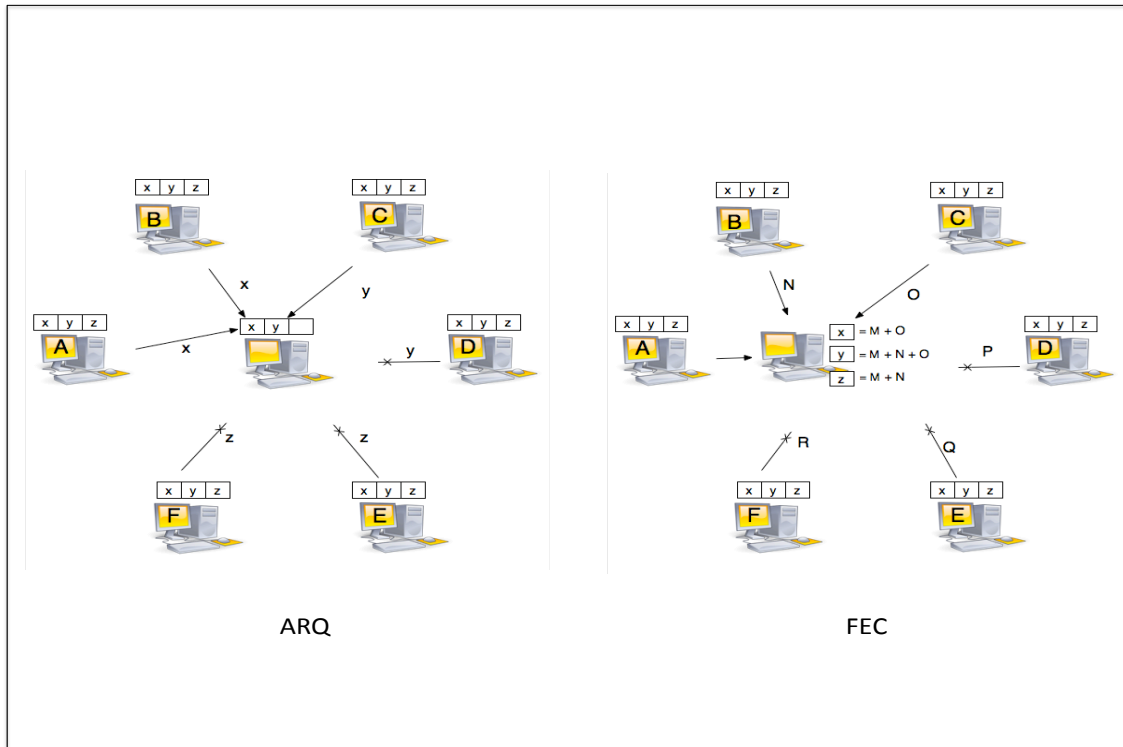 x y z
B
x y z
C
x
y
x y z
A
x
x y
y
x y z
D
z
z
x y z
F
x y z
E
ARQ
x y z
B
x y z
C
N
O
x y z
A
x = M + O
y = M + N + O
z = M + N
P
x y z
D
R
Q
x y z
F
x y z
E
FEC